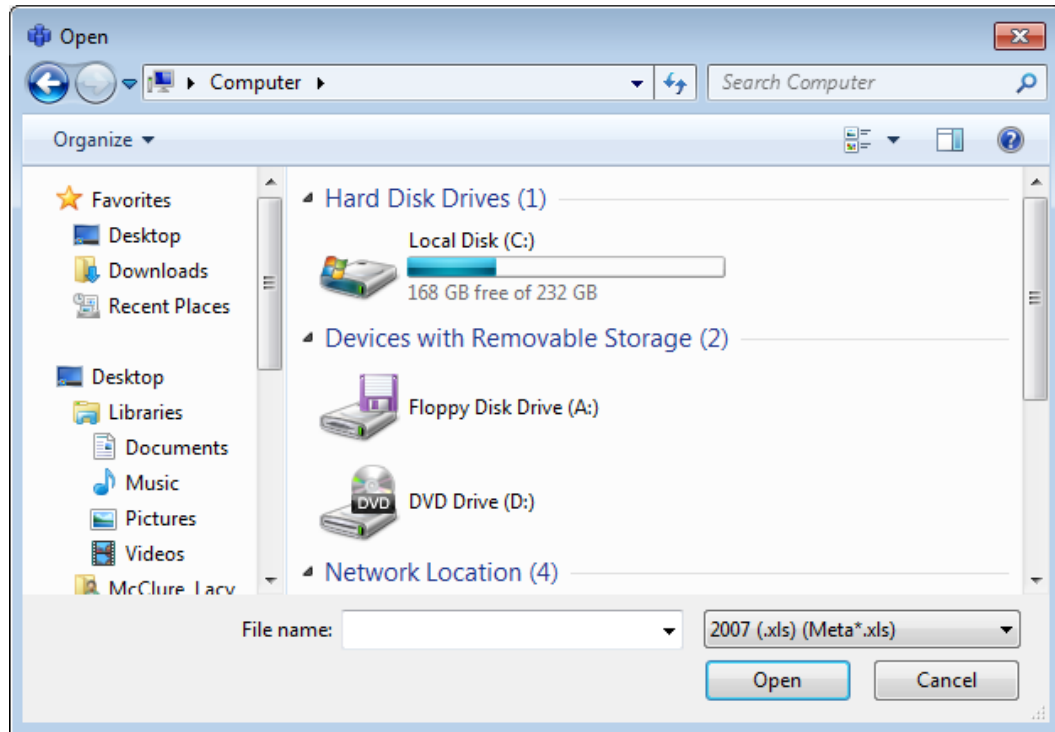 Open
Computer
Search Computer
Organize
Favorites
Desktop
Downloads
Recent Places
Desktop
Libraries
Documents
Music
Pictures
Videos
McClure Lacy
Hard Disk Drives (1)
Local Disk (C:)
168 GB free of 232 GB
Devices with Removable Storage (2)
Floppy Disk Drive (A:)
DVD
DVD Drive (D:)
Network Location (4)
File name:
2007 (.xls) (Meta*.xls)
Open
Cancel